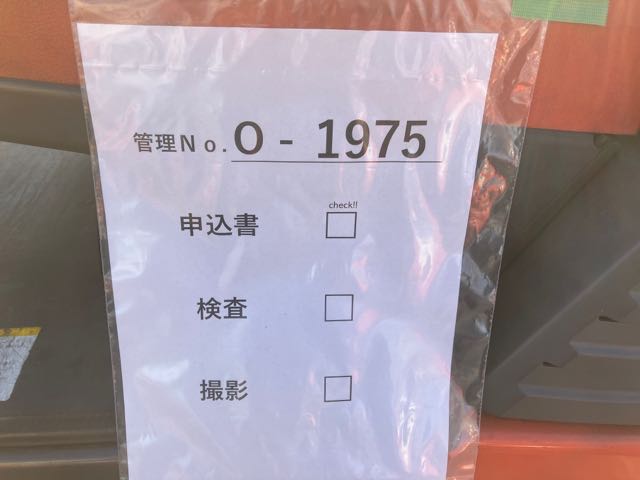 管理No. O - 1975
check!!
申込書 □
検査 □
撮影 □